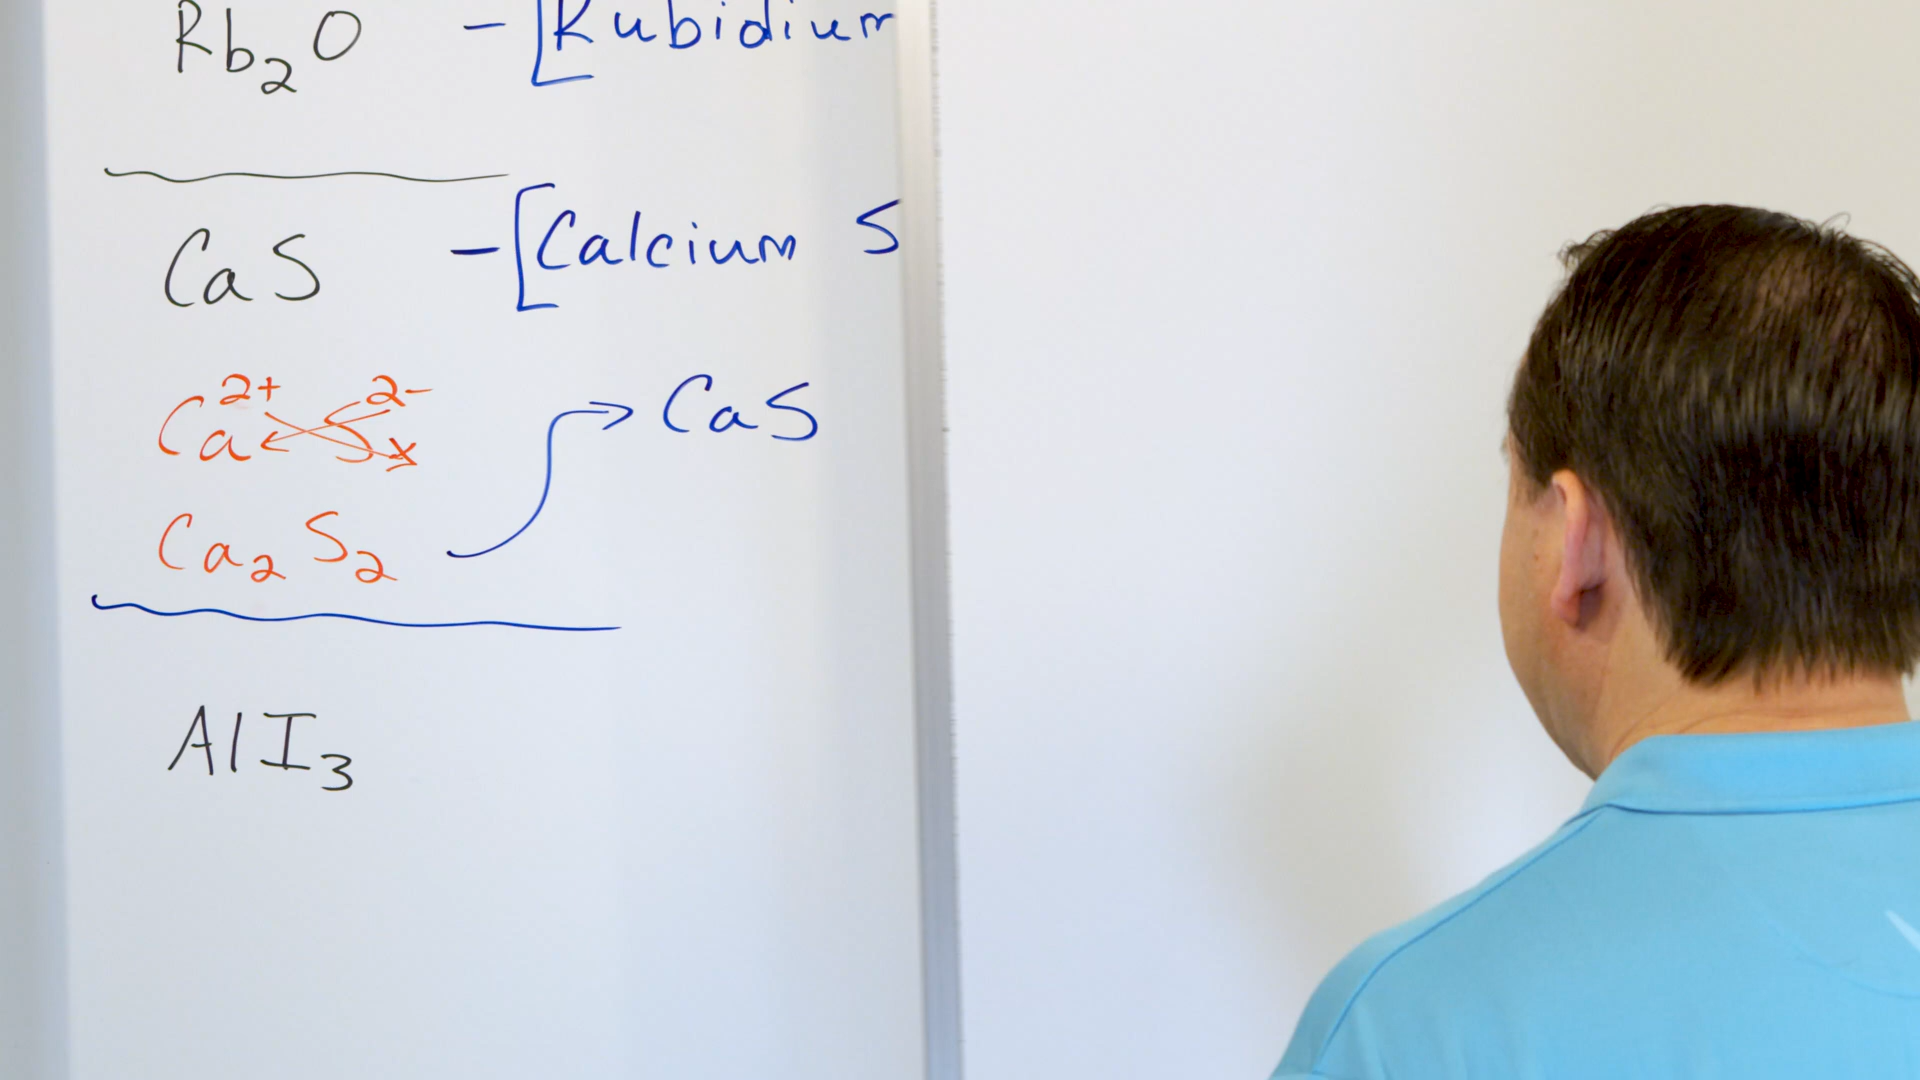 Rb₂O - [Rubidium
CaS - [Calcium S
Ca²⁺ S²⁻ → CaS
Ca₂S₂
AlI₃